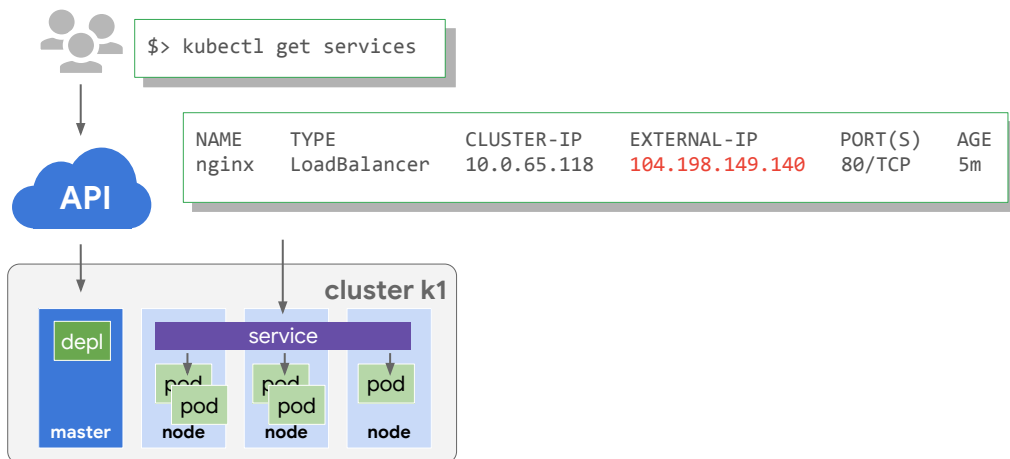 $> kubectl get services
NAME TYPE CLUSTER-IP EXTERNAL-IP PORT(S) AGE
nginx LoadBalancer 10.0.65.118 104.198.149.140 80/TCP 5m
API
cluster k1
depl
service
pod
pod
pod
pod
pod
master
node
node
node